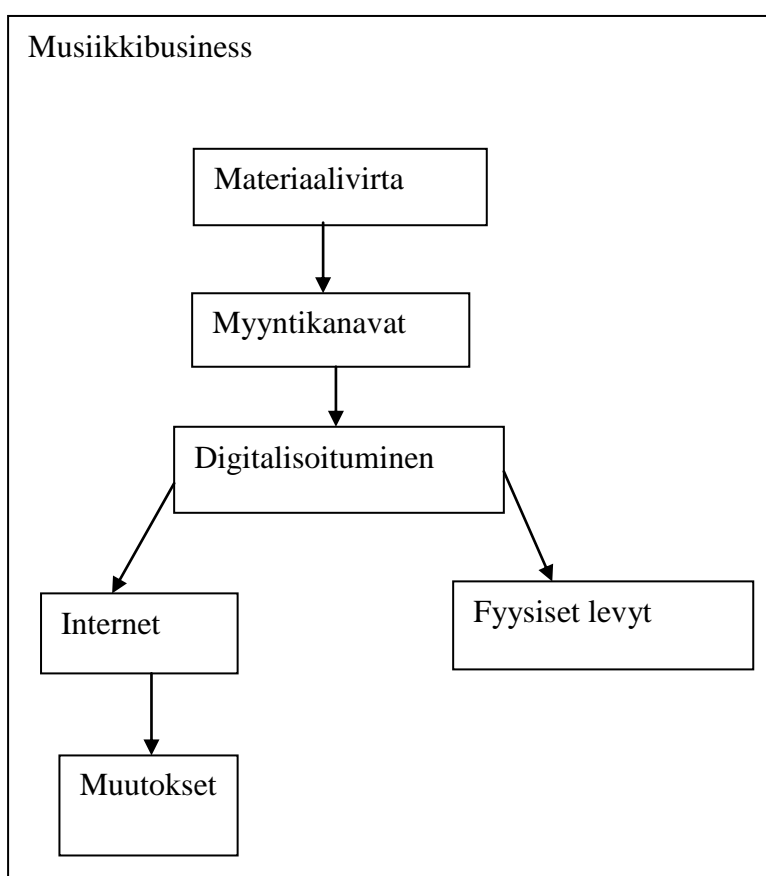 Musiikkibusiness
Materiaalivirta
Myyntikanavat
Digitalisoituminen
Internet
Fyysiset levyt
Muutokset